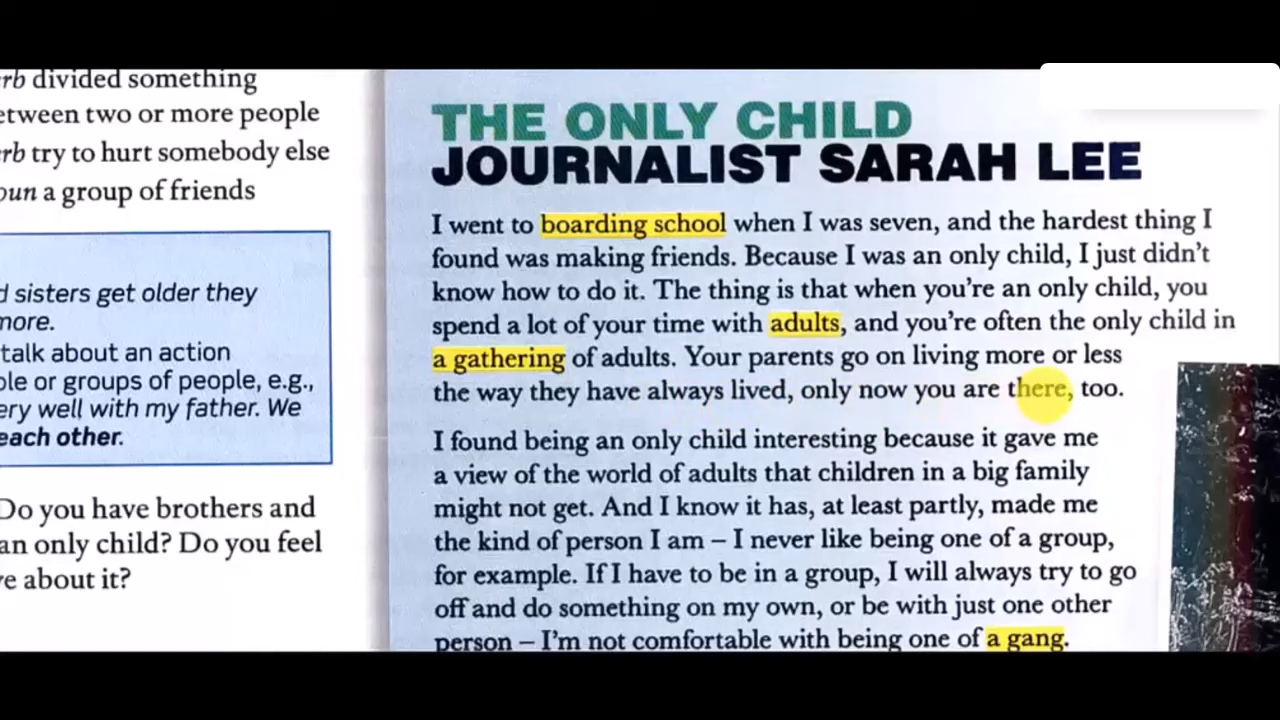 rb divided something
etween two or more people
rb try to hurt somebody else
oun a group of friends
d sisters get older they
more.
talk about an action
ple or groups of people, e.g.,
ery well with my father. We
each other.
Do you have brothers and
an only child? Do you feel
e about it?
THE ONLY CHILD
JOURNALIST SARAH LEE
I went to boarding school when I was seven, and the hardest thing I
found was making friends. Because I was an only child, I just didn't
know how to do it. The thing is that when you're an only child, you
spend a lot of your time with adults, and you're often the only child in
a gathering of adults. Your parents go on living more or less
the way they have always lived, only now you are there, too.
I found being an only child interesting because it gave me
a view of the world of adults that children in a big family
might not get. And I know it has, at least partly, made me
the kind of person I am – I never like being one of a group,
for example. If I have to be in a group, I will always try to go
off and do something on my own, or be with just one other
person – I'm not comfortable with being one of a gang.